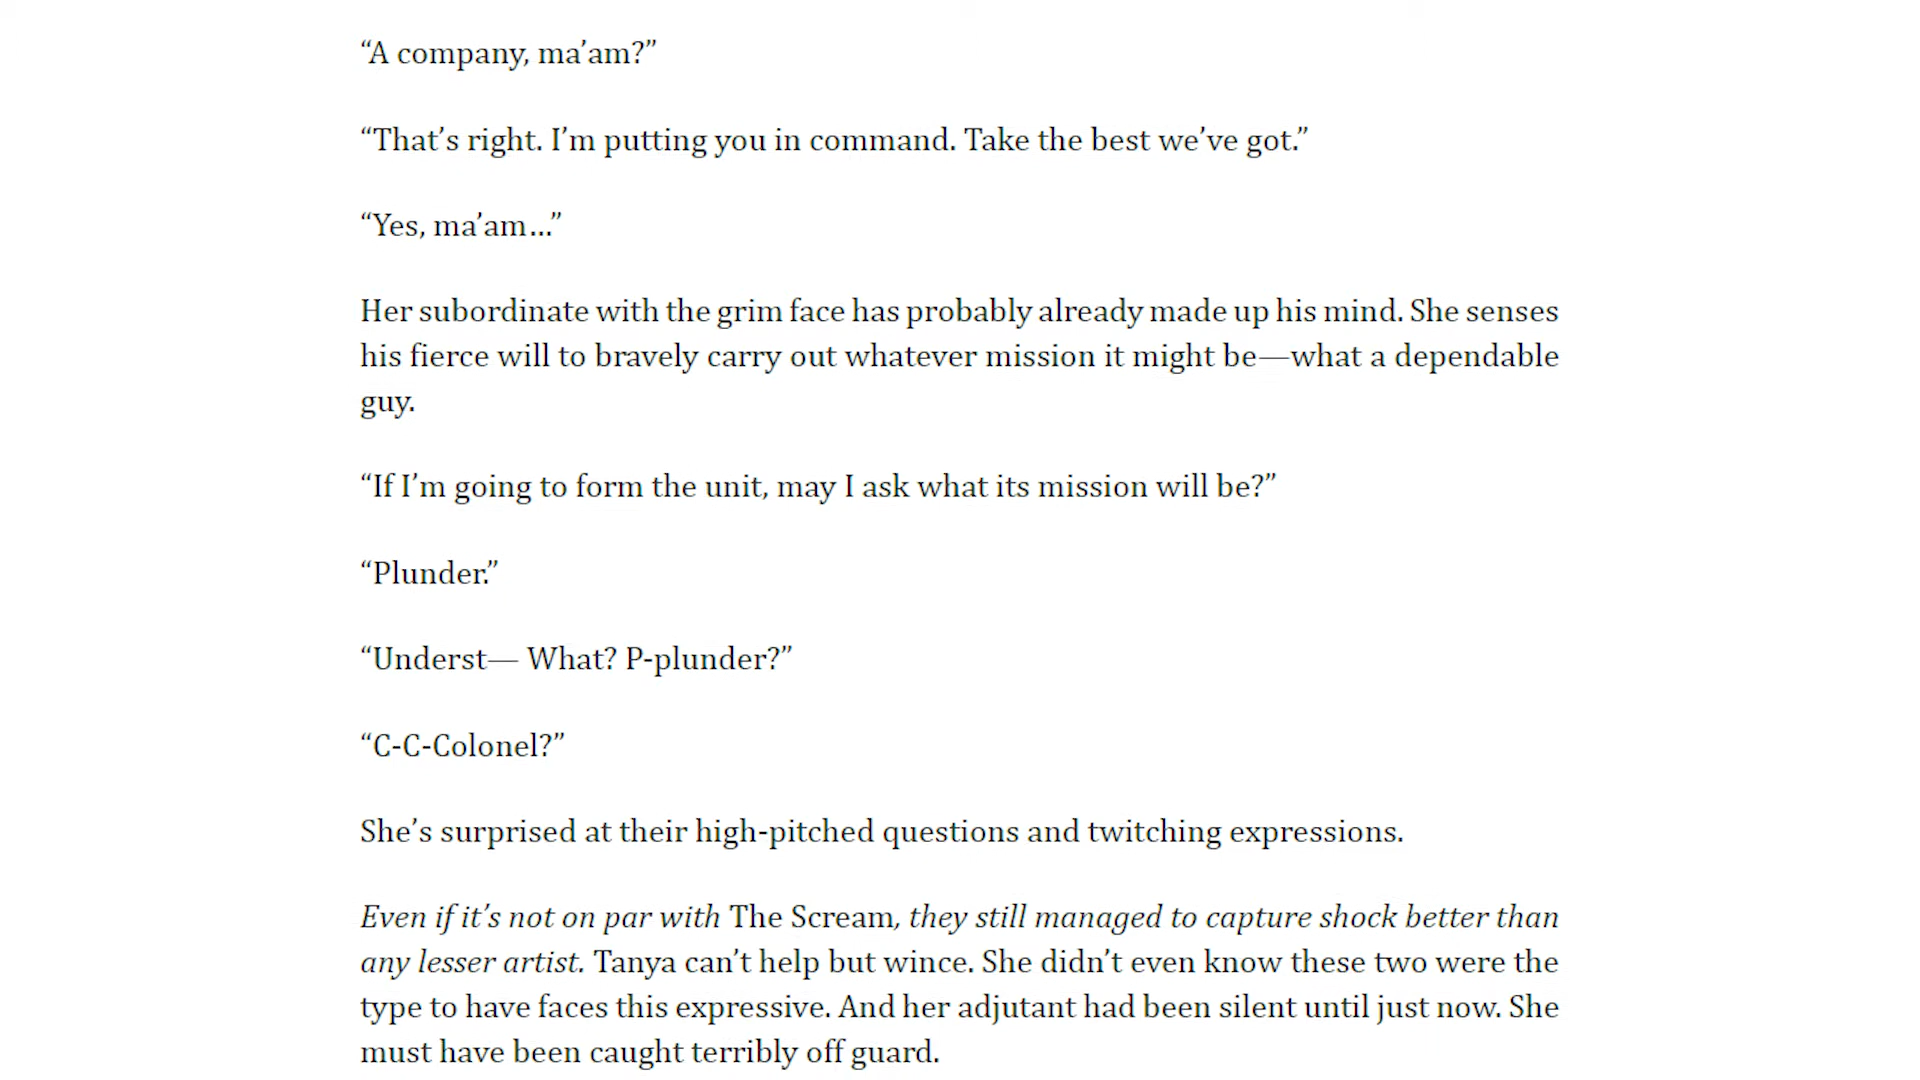 “A company, ma’am?”
“That’s right. I’m putting you in command. Take the best we’ve got.”
“Yes, ma’am…”
Her subordinate with the grim face has probably already made up his mind. She senses
his fierce will to bravely carry out whatever mission it might be—what a dependable
guy.
“If I’m going to form the unit, may I ask what its mission will be?”
“Plunder.”
“Underst— What? P-plunder?”
“C-C-Colonel?”
She’s surprised at their high-pitched questions and twitching expressions.
Even if it’s not on par with The Scream, they still managed to capture shock better than
any lesser artist. Tanya can’t help but wince. She didn’t even know these two were the
type to have faces this expressive. And her adjutant had been silent until just now. She
must have been caught terribly off guard.